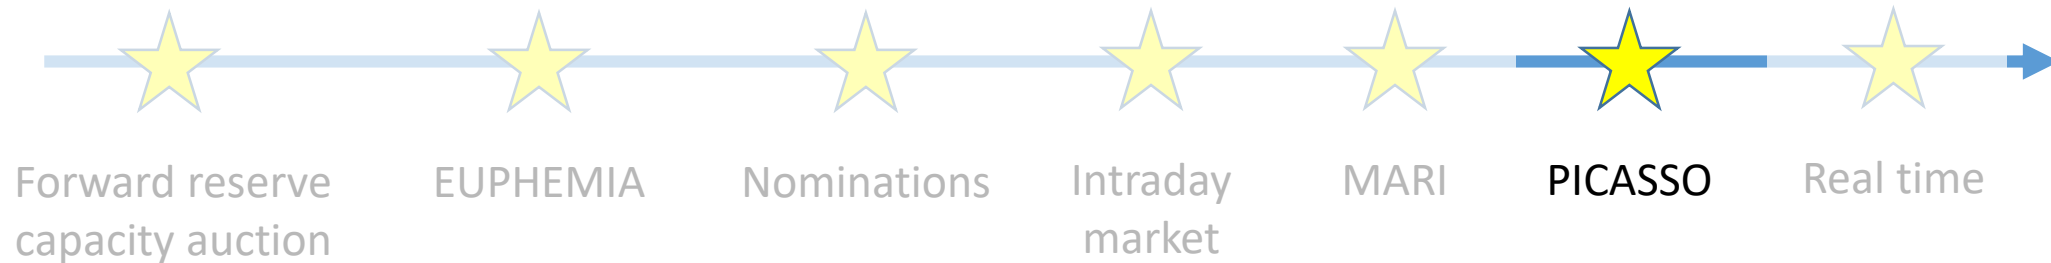 Forward reserve
capacity auction
EUPHEMIA
Nominations
Intraday
market
MARI
PICASSO
Real time